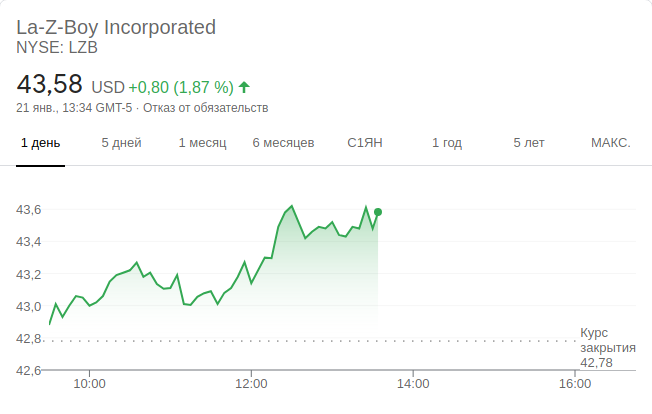 La-Z-Boy Incorporated
NYSE: LZB
43,58 USD +0,80 (1,87 %)
21 янв., 13:34 GMT-5 · Отказ от обязательств
1 день 5 дней 1 месяц 6 месяцев С1ЯН 1 год 5 лет МАКС.
43,6
43,4
43,2
43,0
42,8
42,6
Курс
закрытия
42,78
10:00 12:00 14:00 16:00